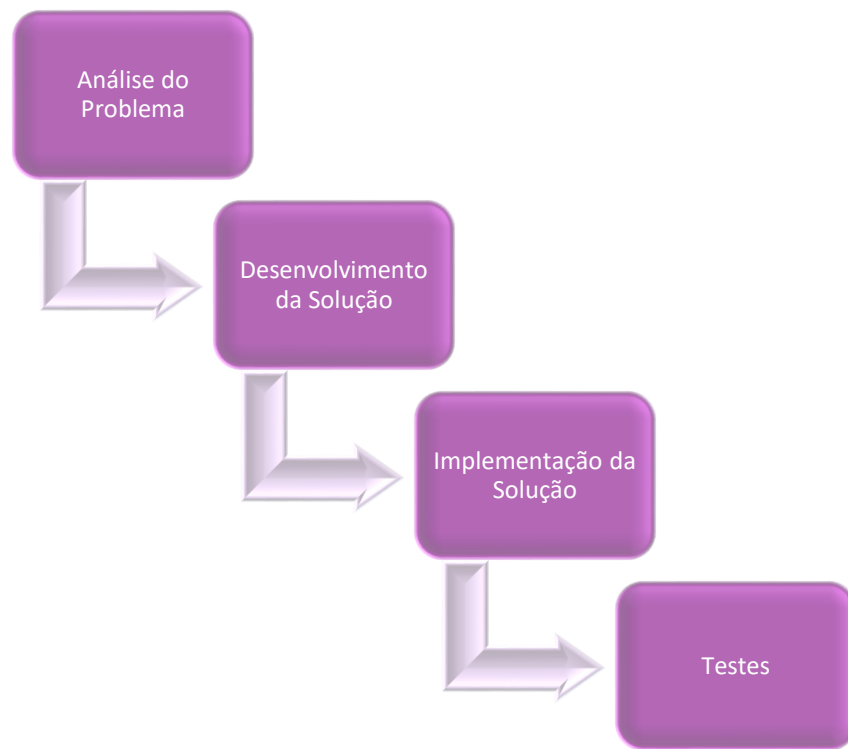 Análise do
Problema
Desenvolvimento
da Solução
Implementação da
Solução
Testes